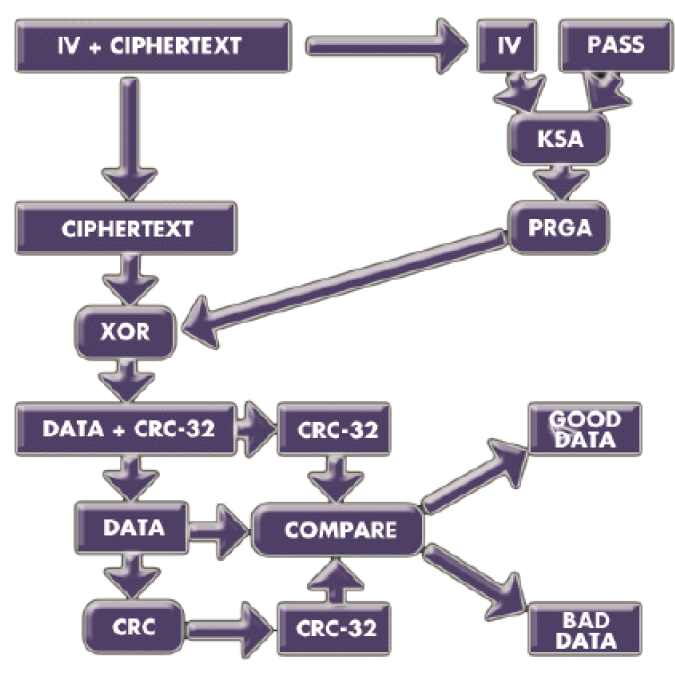 IV + CIPHERTEXT
IV
PASS
KSA
CIPHERTEXT
PRGA
XOR
DATA + CRC-32
CRC-32
GOOD
DATA
DATA
COMPARE
CRC
CRC-32
BAD
DATA